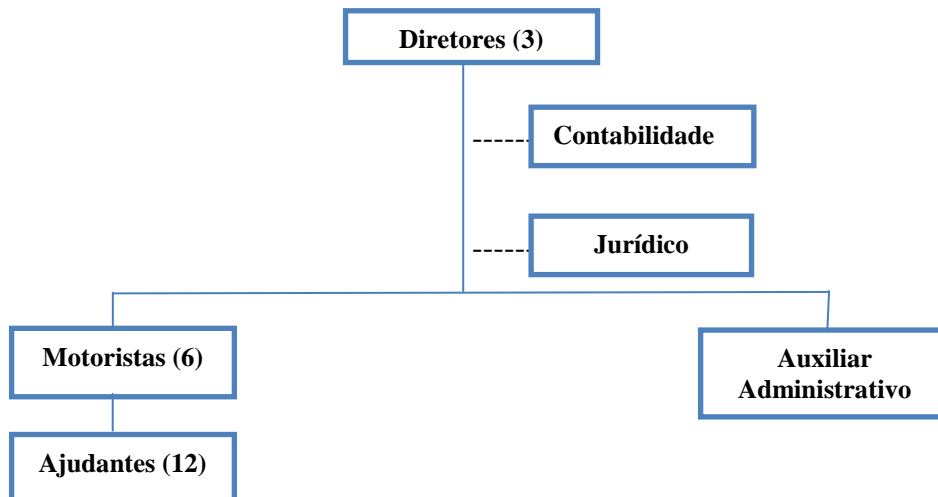 Diretores (3)
Contabilidade
Jurídico
Motoristas (6)
Auxiliar
Administrativo
Ajudantes (12)